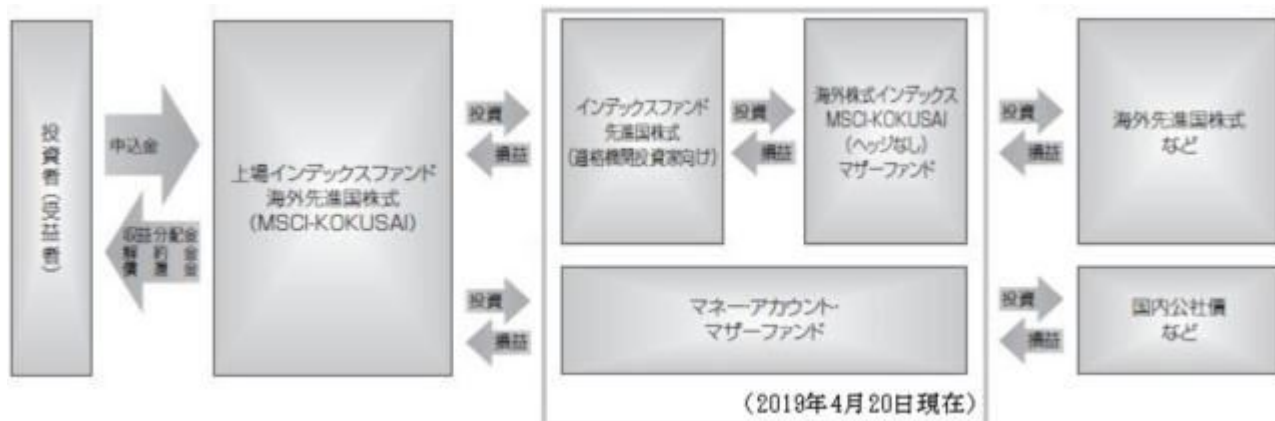 投資者（受益者）
申込金
収益分配金
解約金
償還金
上場インデックスファンド
海外先進国株式
（MSCI-KOKUSAI）
投資
損益
インデックスファンド
先進国株式
（適格機関投資家向け）
投資
損益
海外株式インデックス
MSCI-KOKUSAI
（ヘッジなし）
マザーファンド
投資
損益
海外先進国株式
など
投資
損益
マネー・アカウント・
マザーファンド
投資
損益
国内公社債
など
（2019年4月20日現在）